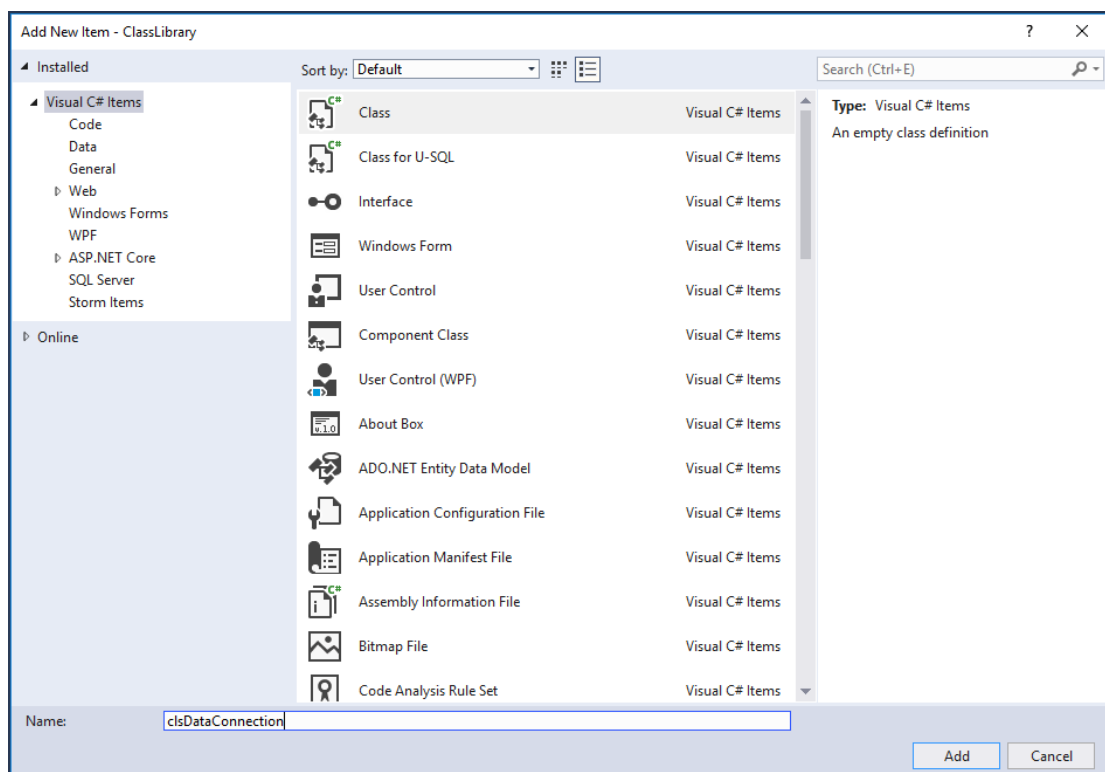 Add New Item - ClassLibrary
?
Installed
Sort by: Default
Search (Ctrl+E)
Visual C# Items
Code
Data
General
Web
Windows Forms
WPF
ASP.NET Core
SQL Server
Storm Items
Online
C# Class Visual C# Items
C# Class for U-SQL Visual C# Items
Interface Visual C# Items
Windows Form Visual C# Items
User Control Visual C# Items
Component Class Visual C# Items
User Control (WPF) Visual C# Items
v.1.0 About Box Visual C# Items
ADO.NET Entity Data Model Visual C# Items
Application Configuration File Visual C# Items
Application Manifest File Visual C# Items
C# Assembly Information File Visual C# Items
Bitmap File Visual C# Items
Code Analysis Rule Set Visual C# Items
Type: Visual C# Items
An empty class definition
Name: clsDataConnection
Add Cancel